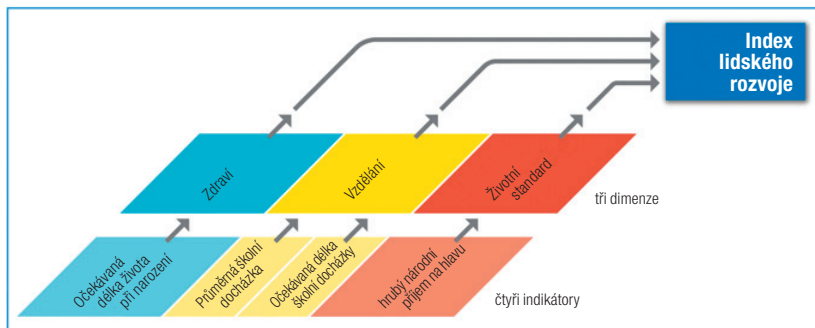 Index
lidského
rozvoje
Zdraví
Vzdělání
Životní
standard
tři dimenze
Očekávaná
délka života
při narození
Průměrná školní
docházka
Očekávaná délka
školní docházky
hrubý národní
příjem na hlavu
čtyři indikátory